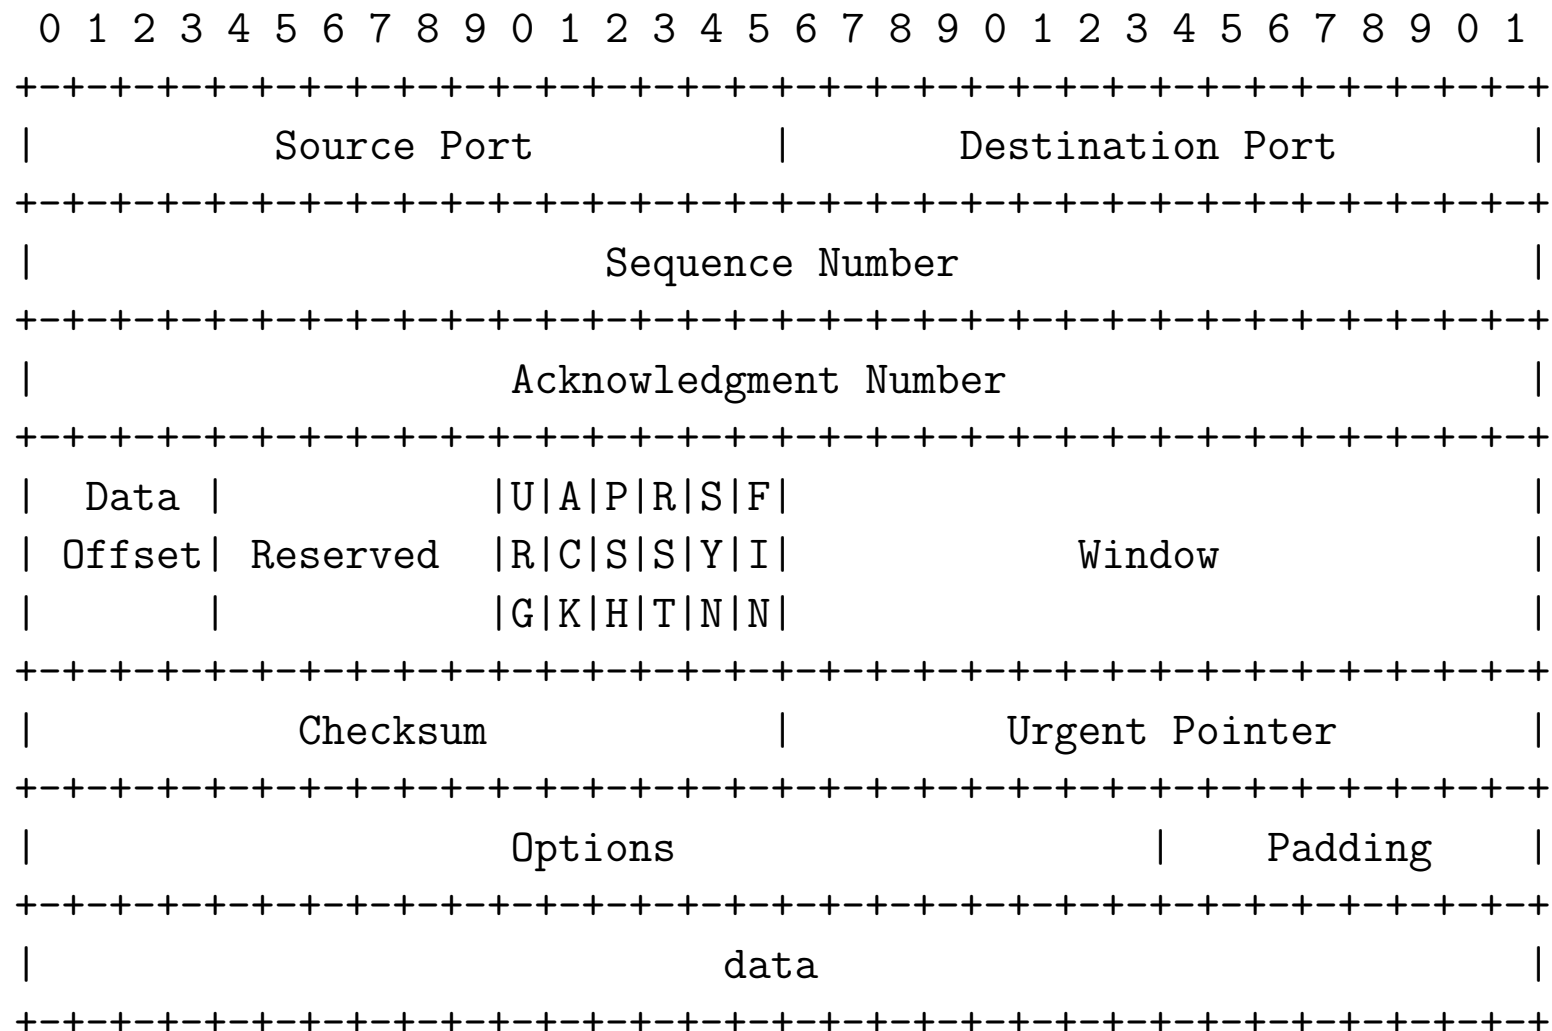 0 1 2 3 4 5 6 7 8 9 0 1 2 3 4 5 6 7 8 9 0 1 2 3 4 5 6 7 8 9 0 1
+-+-+-+-+-+-+-+-+-+-+-+-+-+-+-+-+-+-+-+-+-+-+-+-+-+-+-+-+-+-+-+-+
|          Source Port          |       Destination Port        |
+-+-+-+-+-+-+-+-+-+-+-+-+-+-+-+-+-+-+-+-+-+-+-+-+-+-+-+-+-+-+-+-+
|                        Sequence Number                        |
+-+-+-+-+-+-+-+-+-+-+-+-+-+-+-+-+-+-+-+-+-+-+-+-+-+-+-+-+-+-+-+-+
|                    Acknowledgment Number                      |
+-+-+-+-+-+-+-+-+-+-+-+-+-+-+-+-+-+-+-+-+-+-+-+-+-+-+-+-+-+-+-+-+
|  Data |           |U|A|P|R|S|F|                               |
| Offset| Reserved  |R|C|S|S|Y|I|            Window             |
|       |           |G|K|H|T|N|N|                               |
+-+-+-+-+-+-+-+-+-+-+-+-+-+-+-+-+-+-+-+-+-+-+-+-+-+-+-+-+-+-+-+-+
|           Checksum            |         Urgent Pointer        |
+-+-+-+-+-+-+-+-+-+-+-+-+-+-+-+-+-+-+-+-+-+-+-+-+-+-+-+-+-+-+-+-+
|                    Options                    |    Padding    |
+-+-+-+-+-+-+-+-+-+-+-+-+-+-+-+-+-+-+-+-+-+-+-+-+-+-+-+-+-+-+-+-+
|                             data                              |
+-+-+-+-+-+-+-+-+-+-+-+-+-+-+-+-+-+-+-+-+-+-+-+-+-+-+-+-+-+-+-+-+